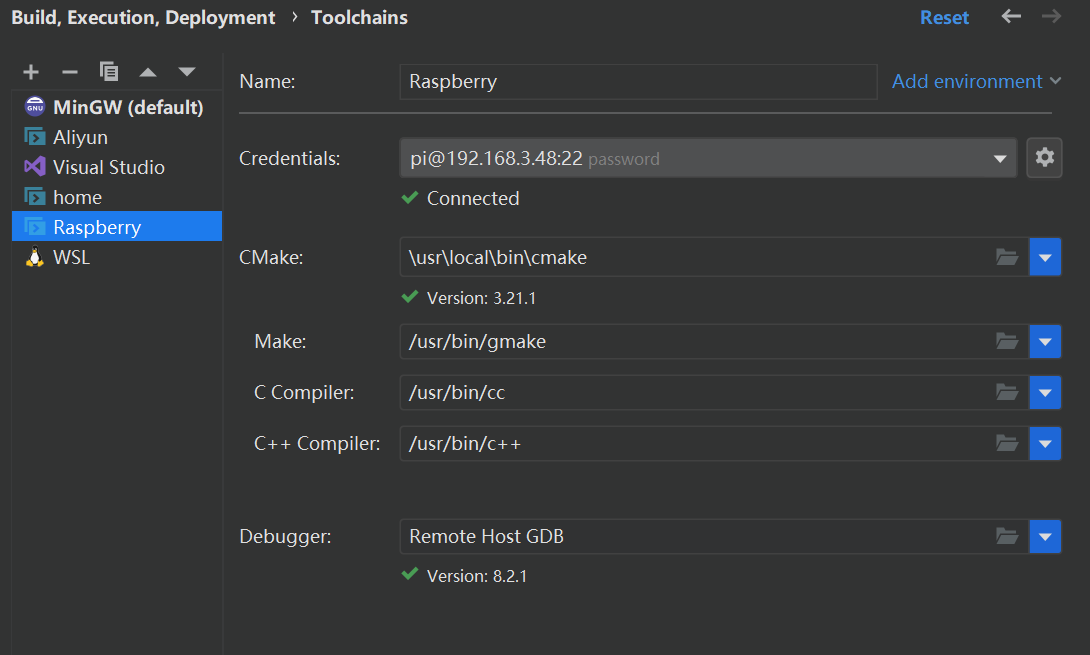 Build, Execution, Deployment › Toolchains
Reset
Name:
Raspberry
Add environment
GNU
MinGW (default)
Aliyun
Visual Studio
home
Raspberry
WSL
Credentials:
pi@192.168.3.48:22 password
Connected
CMake:
\usr\local\bin\cmake
Version: 3.21.1
Make:
/usr/bin/gmake
C Compiler:
/usr/bin/cc
C++ Compiler:
/usr/bin/c++
Debugger:
Remote Host GDB
Version: 8.2.1